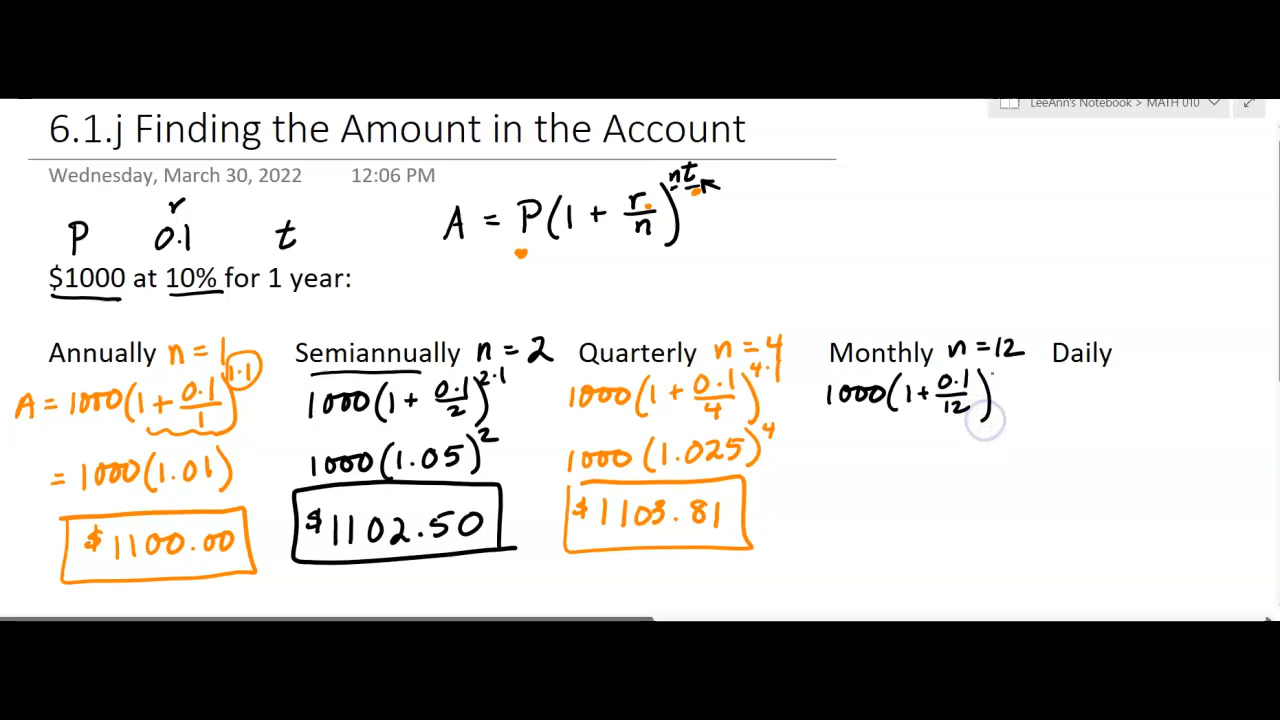 LeeAnn's Notebook > MATH 010
6.1.j Finding the Amount in the Account
Wednesday, March 30, 2022 12:06 PM
A = P(1 + r/n)^nt
P r 0.1 t
$1000 at 10% for 1 year:
Annually n = 1
A = 1000(1 + 0.1/1)^1·1
= 1000(1.01)
$1100.00
Semiannually n = 2
1000(1 + 0.1/2)^2·1
1000(1.05)^2
$1102.50
Quarterly n = 4
1000(1 + 0.1/4)^4·1
1000(1.025)^4
$1103.81
Monthly n = 12
1000(1 + 0.1/12)
Daily